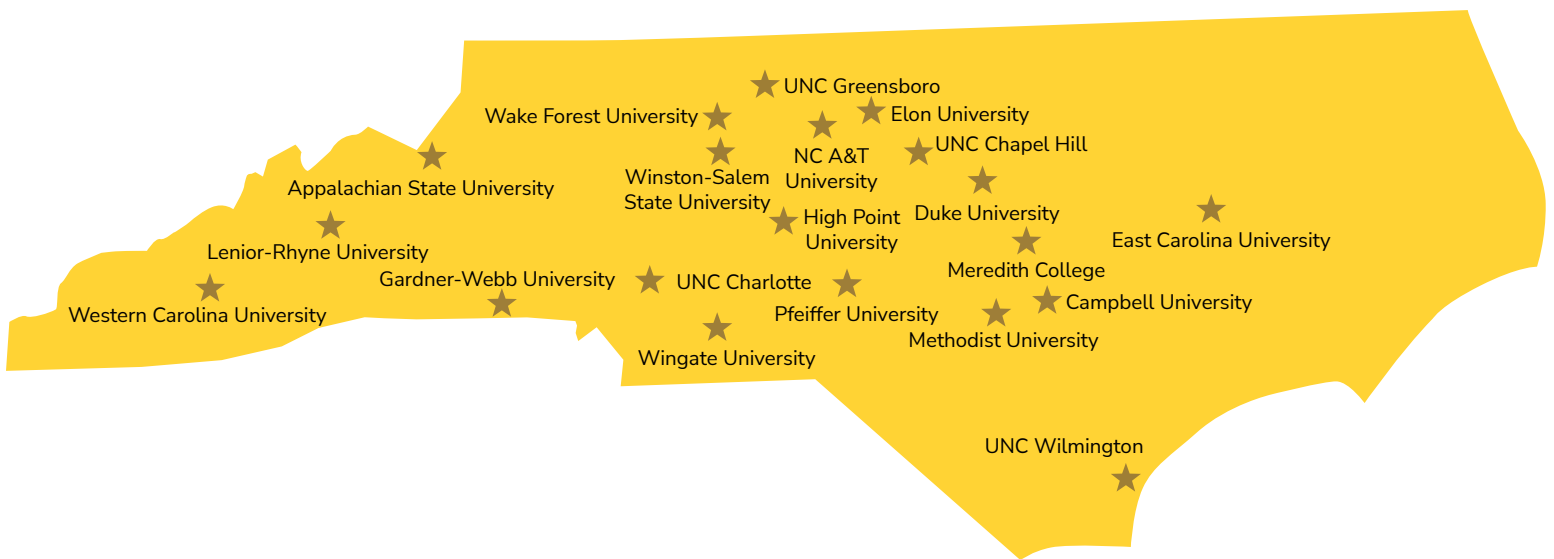 UNC Greensboro
Wake Forest University
Elon University
UNC Chapel Hill
NC A&T
University
Winston-Salem
State University
Appalachian State University
High Point
University
Duke University
East Carolina University
Lenior-Rhyne University
Meredith College
Gardner-Webb University
UNC Charlotte
Campbell University
Western Carolina University
Pfeiffer University
Methodist University
Wingate University
UNC Wilmington